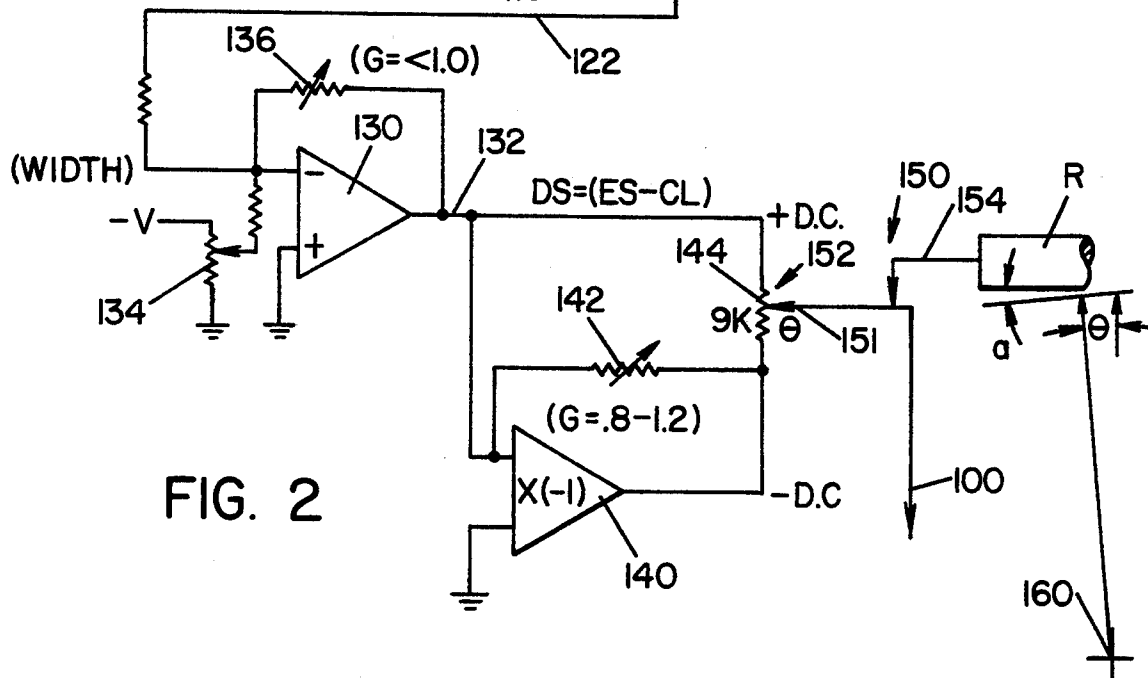 136
(G=<1.0)
122
130
132
(WIDTH)
-
+
-V
134
DS=(ES-CL)
+D.C.
150
154
R
144
152
9K
θ
151
142
a
θ
(G=.8-1.2)
X(-1)
-D.C
100
FIG. 2
140
160